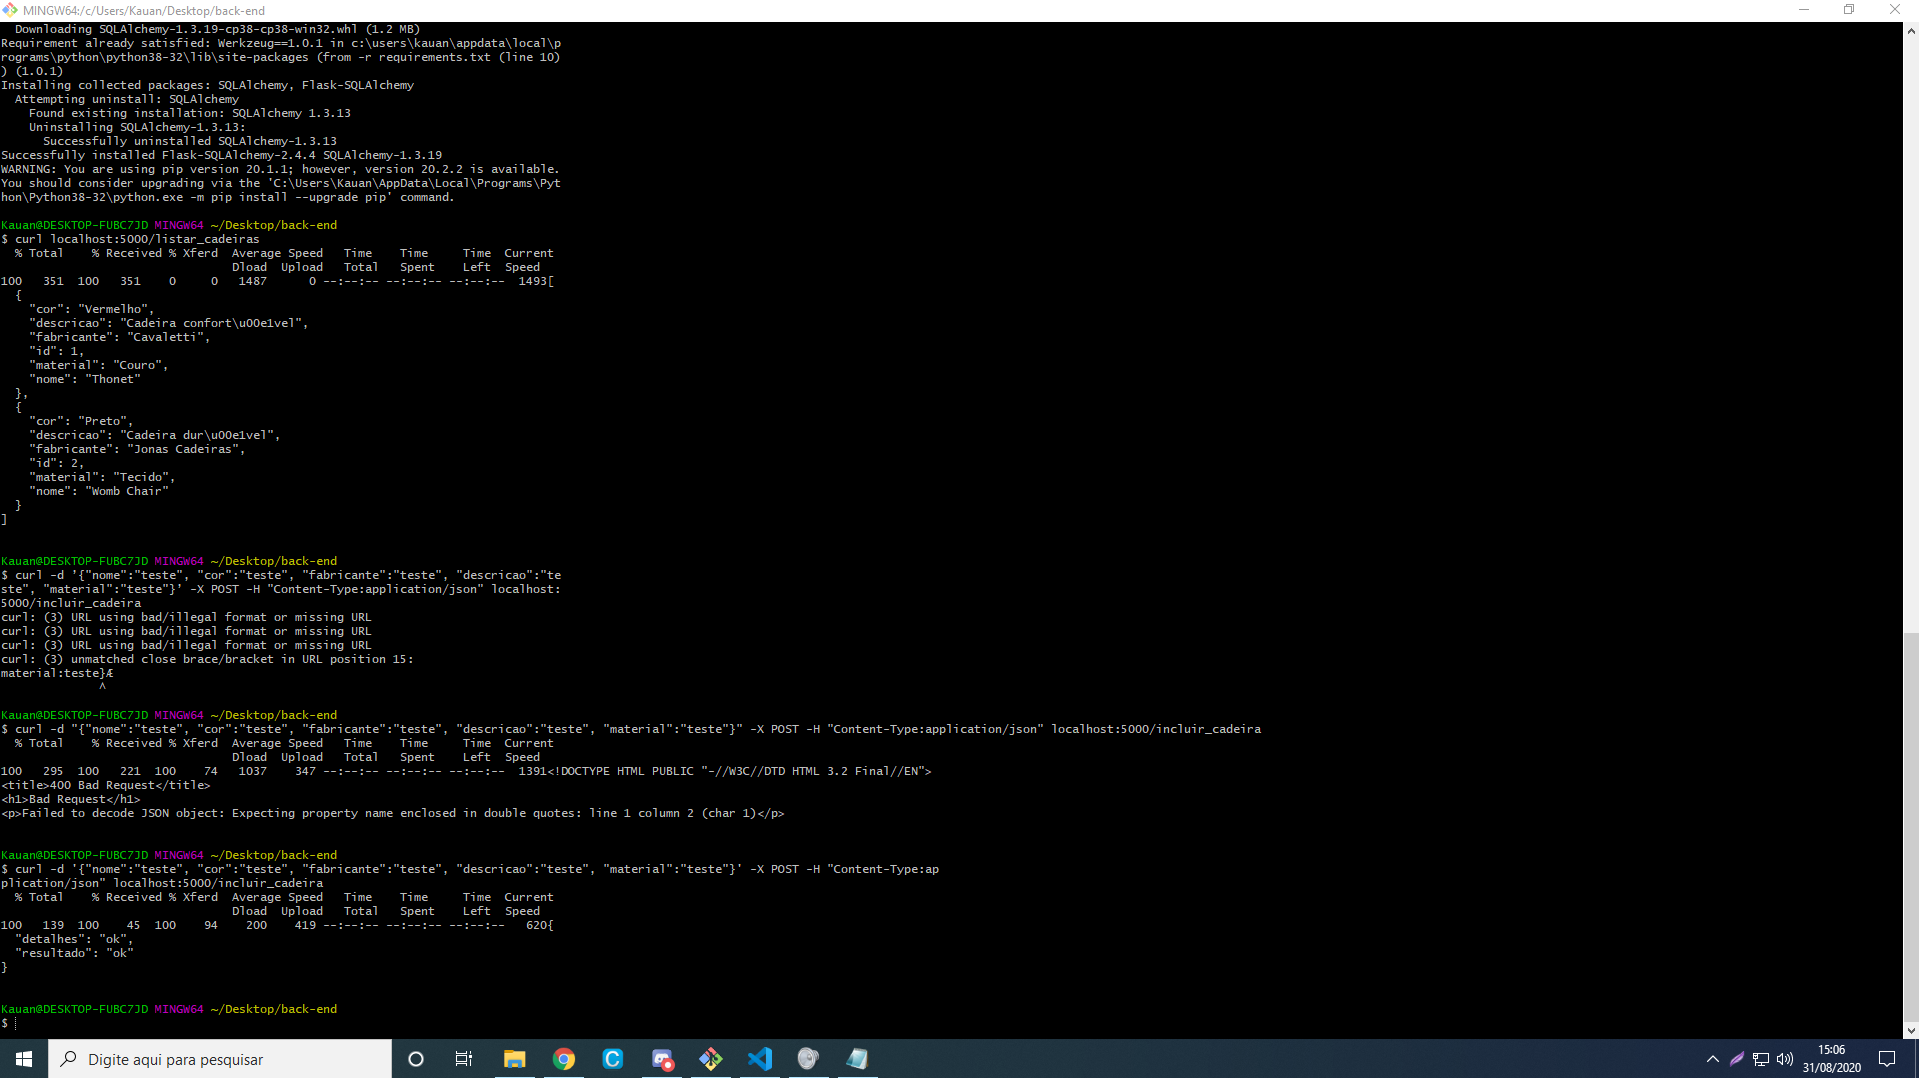 MINGW64:/c/Users/Kauan/Desktop/back-end
  Downloading SQLAlchemy-1.3.19-cp38-cp38-win32.whl (1.2 MB)
Requirement already satisfied: Werkzeug==1.0.1 in c:\users\kauan\appdata\local\p
rograms\python\python38-32\lib\site-packages (from -r requirements.txt (line 10)
) (1.0.1)
Installing collected packages: SQLAlchemy, Flask-SQLAlchemy
  Attempting uninstall: SQLAlchemy
    Found existing installation: SQLAlchemy 1.3.13
    Uninstalling SQLAlchemy-1.3.13:
      Successfully uninstalled SQLAlchemy-1.3.13
Successfully installed Flask-SQLAlchemy-2.4.4 SQLAlchemy-1.3.19
WARNING: You are using pip version 20.1.1; however, version 20.2.2 is available.
You should consider upgrading via the 'C:\Users\Kauan\AppData\Local\Programs\Pyt
hon\Python38-32\python.exe -m pip install --upgrade pip' command.
Kauan@DESKTOP-FUBC7JD MINGW64 ~/Desktop/back-end
$ curl localhost:5000/listar_cadeiras
  % Total    % Received % Xferd  Average Speed   Time    Time     Time  Current
                                 Dload  Upload   Total   Spent    Left  Speed
100   351  100   351    0     0   1487      0 --:--:-- --:--:-- --:--:--  1493[
  {
    "cor": "Vermelho",
    "descricao": "Cadeira confort\u00e1vel",
    "fabricante": "Cavaletti",
    "id": 1,
    "material": "Couro",
    "nome": "Thonet"
  },
  {
    "cor": "Preto",
    "descricao": "Cadeira dur\u00e1vel",
    "fabricante": "Jonas Cadeiras",
    "id": 2,
    "material": "Tecido",
    "nome": "Womb Chair"
  }
]
Kauan@DESKTOP-FUBC7JD MINGW64 ~/Desktop/back-end
$ curl -d '{"nome":"teste", "cor":"teste", "fabricante":"teste", "descricao":"te
ste", "material":"teste"}’ -X POST -H "Content-Type:application/json" localhost:
5000/incluir_cadeira
curl: (3) URL using bad/illegal format or missing URL
curl: (3) URL using bad/illegal format or missing URL
curl: (3) URL using bad/illegal format or missing URL
curl: (3) unmatched close brace/bracket in URL position 15:
material:teste}Æ
              ^
Kauan@DESKTOP-FUBC7JD MINGW64 ~/Desktop/back-end
$ curl -d "{"nome":"teste", "cor":"teste", "fabricante":"teste", "descricao":"teste", "material":"teste"}" -X POST -H "Content-Type:application/json" localhost:5000/incluir_cadeira
  % Total    % Received % Xferd  Average Speed   Time    Time     Time  Current
                                 Dload  Upload   Total   Spent    Left  Speed
100   295  100   221  100    74   1037    347 --:--:-- --:--:-- --:--:--  1391<!DOCTYPE HTML PUBLIC "-//W3C//DTD HTML 3.2 Final//EN">
<title>400 Bad Request</title>
<h1>Bad Request</h1>
<p>Failed to decode JSON object: Expecting property name enclosed in double quotes: line 1 column 2 (char 1)</p>
Kauan@DESKTOP-FUBC7JD MINGW64 ~/Desktop/back-end
$ curl -d '{"nome":"teste", "cor":"teste", "fabricante":"teste", "descricao":"teste", "material":"teste"}' -X POST -H "Content-Type:ap
plication/json" localhost:5000/incluir_cadeira
  % Total    % Received % Xferd  Average Speed   Time    Time     Time  Current
                                 Dload  Upload   Total   Spent    Left  Speed
100   139  100    45  100    94    200    419 --:--:-- --:--:-- --:--:--   620{
  "detalhes": "ok",
  "resultado": "ok"
}
Kauan@DESKTOP-FUBC7JD MINGW64 ~/Desktop/back-end
$
Digite aqui para pesquisar
15:06
31/08/2020